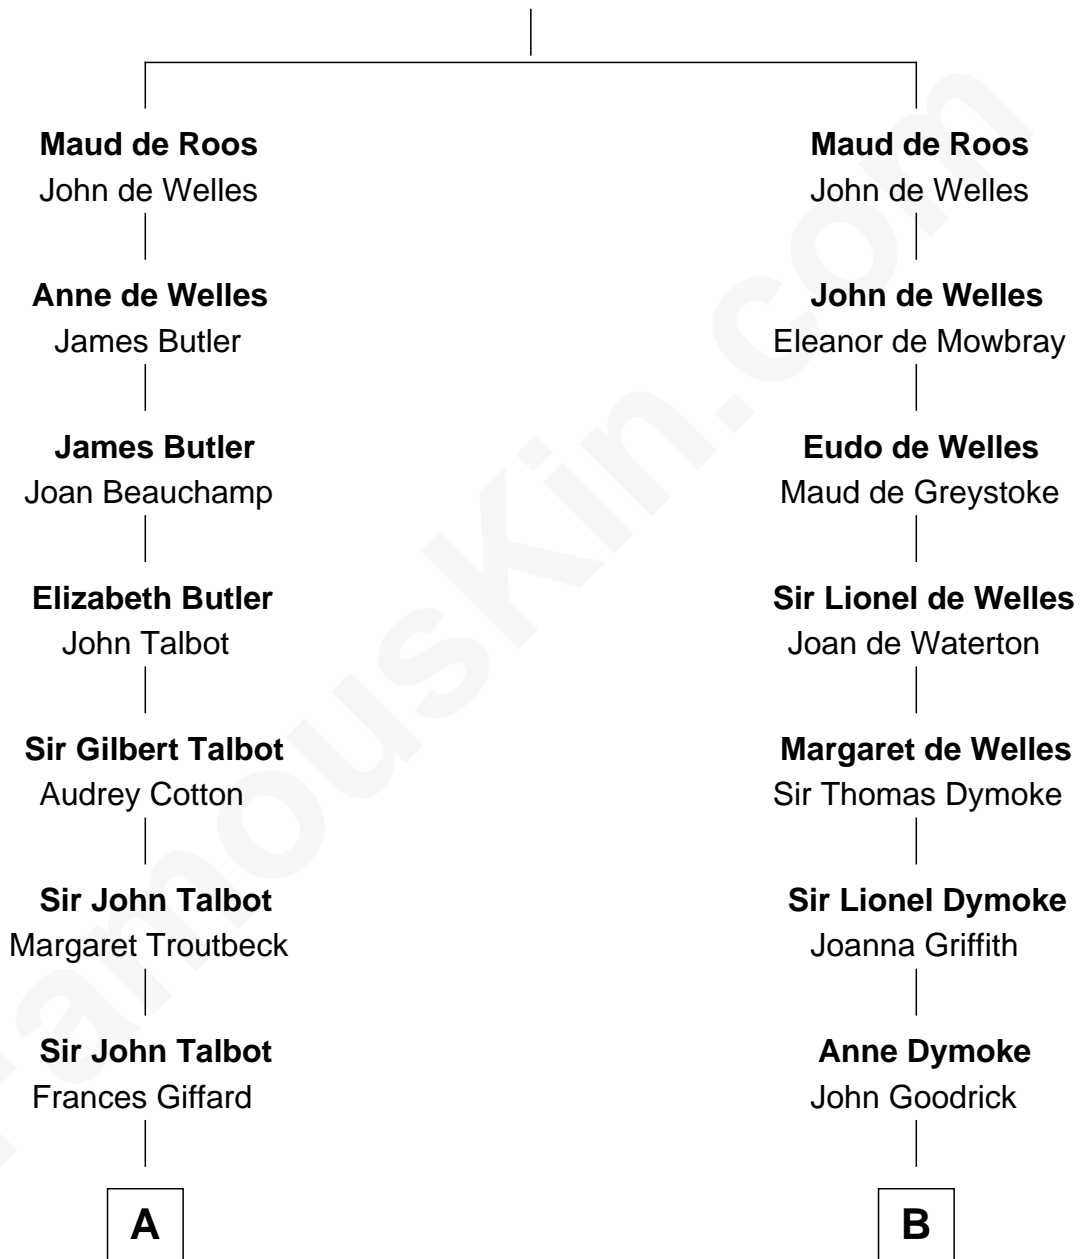 Maud de Roos
John de Welles
Anne de Welles
James Butler
James Butler
Joan Beauchamp
Elizabeth Butler
John Talbot
Sir Gilbert Talbot
Audrey Cotton
Sir John Talbot
Margaret Troutbeck
Sir John Talbot
Frances Giffard
A
Maud de Roos
John de Welles
John de Welles
Eleanor de Mowbray
Eudo de Welles
Maud de Greystoke
Sir Lionel de Welles
Joan de Waterton
Margaret de Welles
Sir Thomas Dymoke
Sir Lionel Dymoke
Joanna Griffith
Anne Dymoke
John Goodrick
B
FamousKin.com